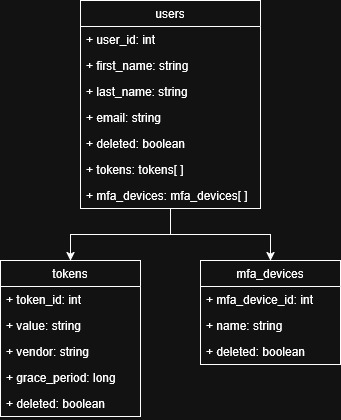 users
+ user_id: int
+ first_name: string
+ last_name: string
+ email: string
+ deleted: boolean
+ tokens: tokens[ ]
+ mfa_devices: mfa_devices[ ]
tokens
+ token_id: int
+ value: string
+ vendor: string
+ grace_period: long
+ deleted: boolean
mfa_devices
+ mfa_device_id: int
+ name: string
+ deleted: boolean